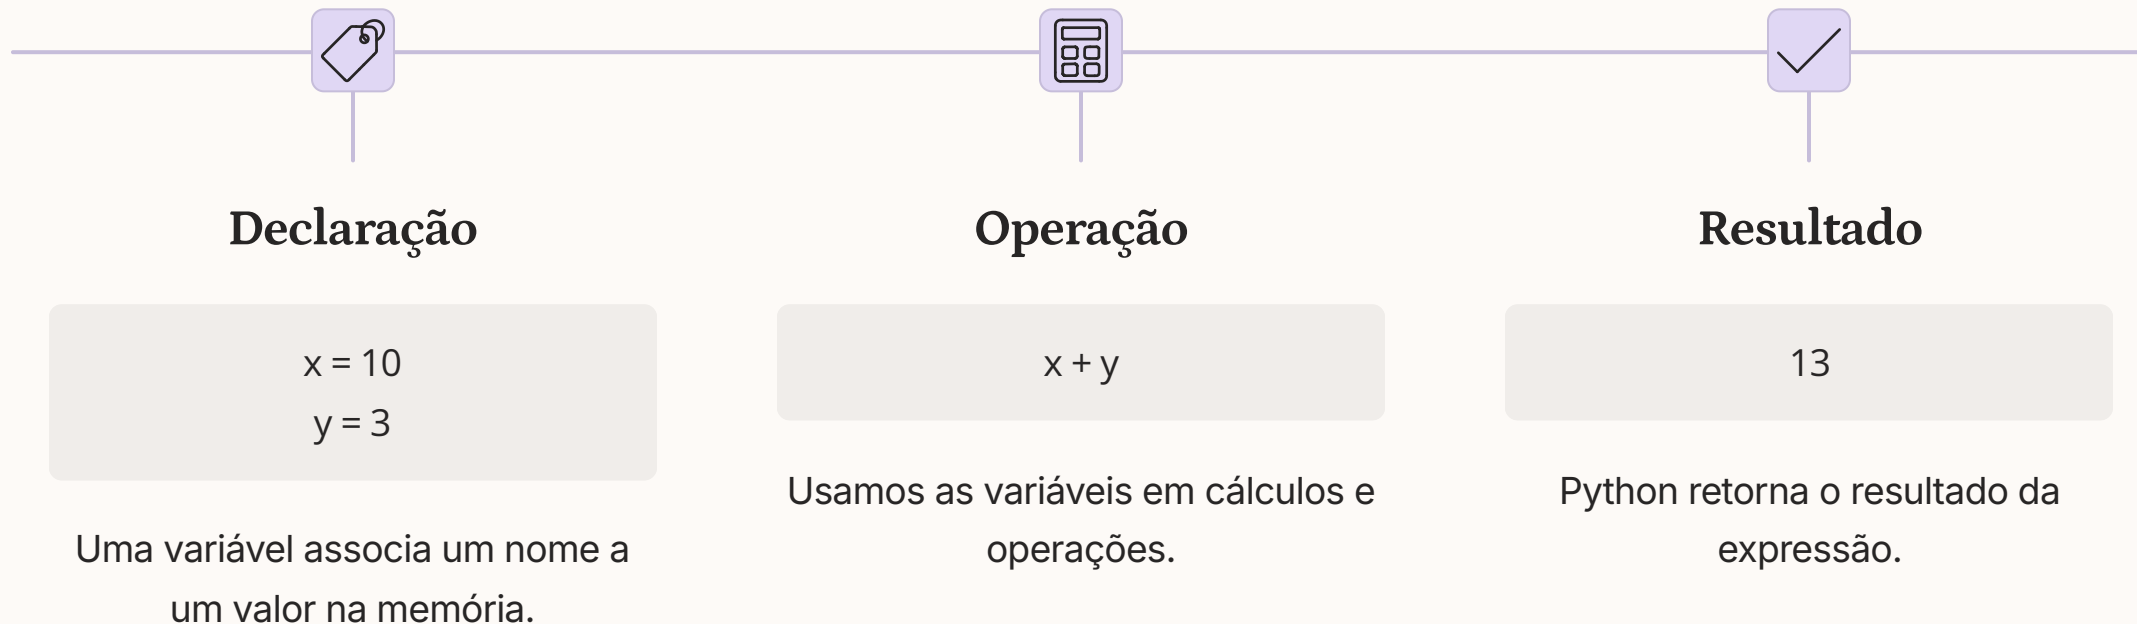 Declaração
x = 10
y = 3
Uma variável associa um nome a
um valor na memória.
Operação
x + y
Usamos as variáveis em cálculos e
operações.
Resultado
13
Python retorna o resultado da
expressão.